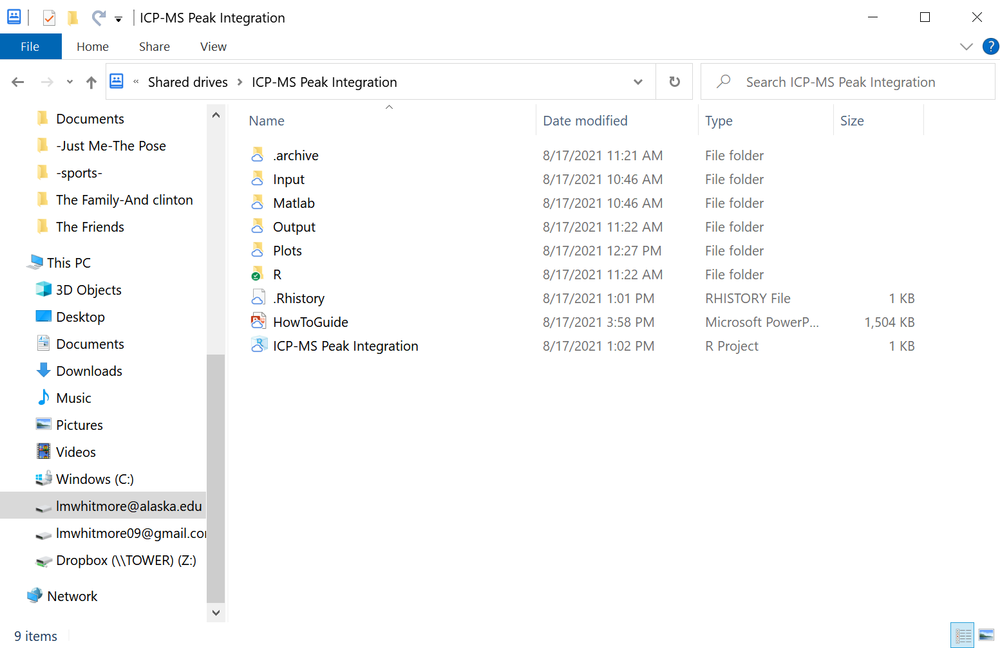 ICP-MS Peak Integration
File Home Share View
« Shared drives > ICP-MS Peak Integration Search ICP-MS Peak Integration
Documents
-Just Me-The Pose
-sports-
The Family-And clinton
The Friends
This PC
3D Objects
Desktop
Documents
Downloads
Music
Pictures
Videos
Windows (C:)
lmwhitmore@alaska.edu
lmwhitmore09@gmail.co
Dropbox (\\TOWER) (Z:)
Network
Name Date modified Type Size
.archive 8/17/2021 11:21 AM File folder
Input 8/17/2021 10:46 AM File folder
Matlab 8/17/2021 10:46 AM File folder
Output 8/17/2021 11:22 AM File folder
Plots 8/17/2021 12:27 PM File folder
R 8/17/2021 11:22 AM File folder
.Rhistory 8/17/2021 1:01 PM RHISTORY File 1 KB
HowToGuide 8/17/2021 3:58 PM Microsoft PowerP... 1,504 KB
ICP-MS Peak Integration 8/17/2021 1:02 PM R Project 1 KB
9 items